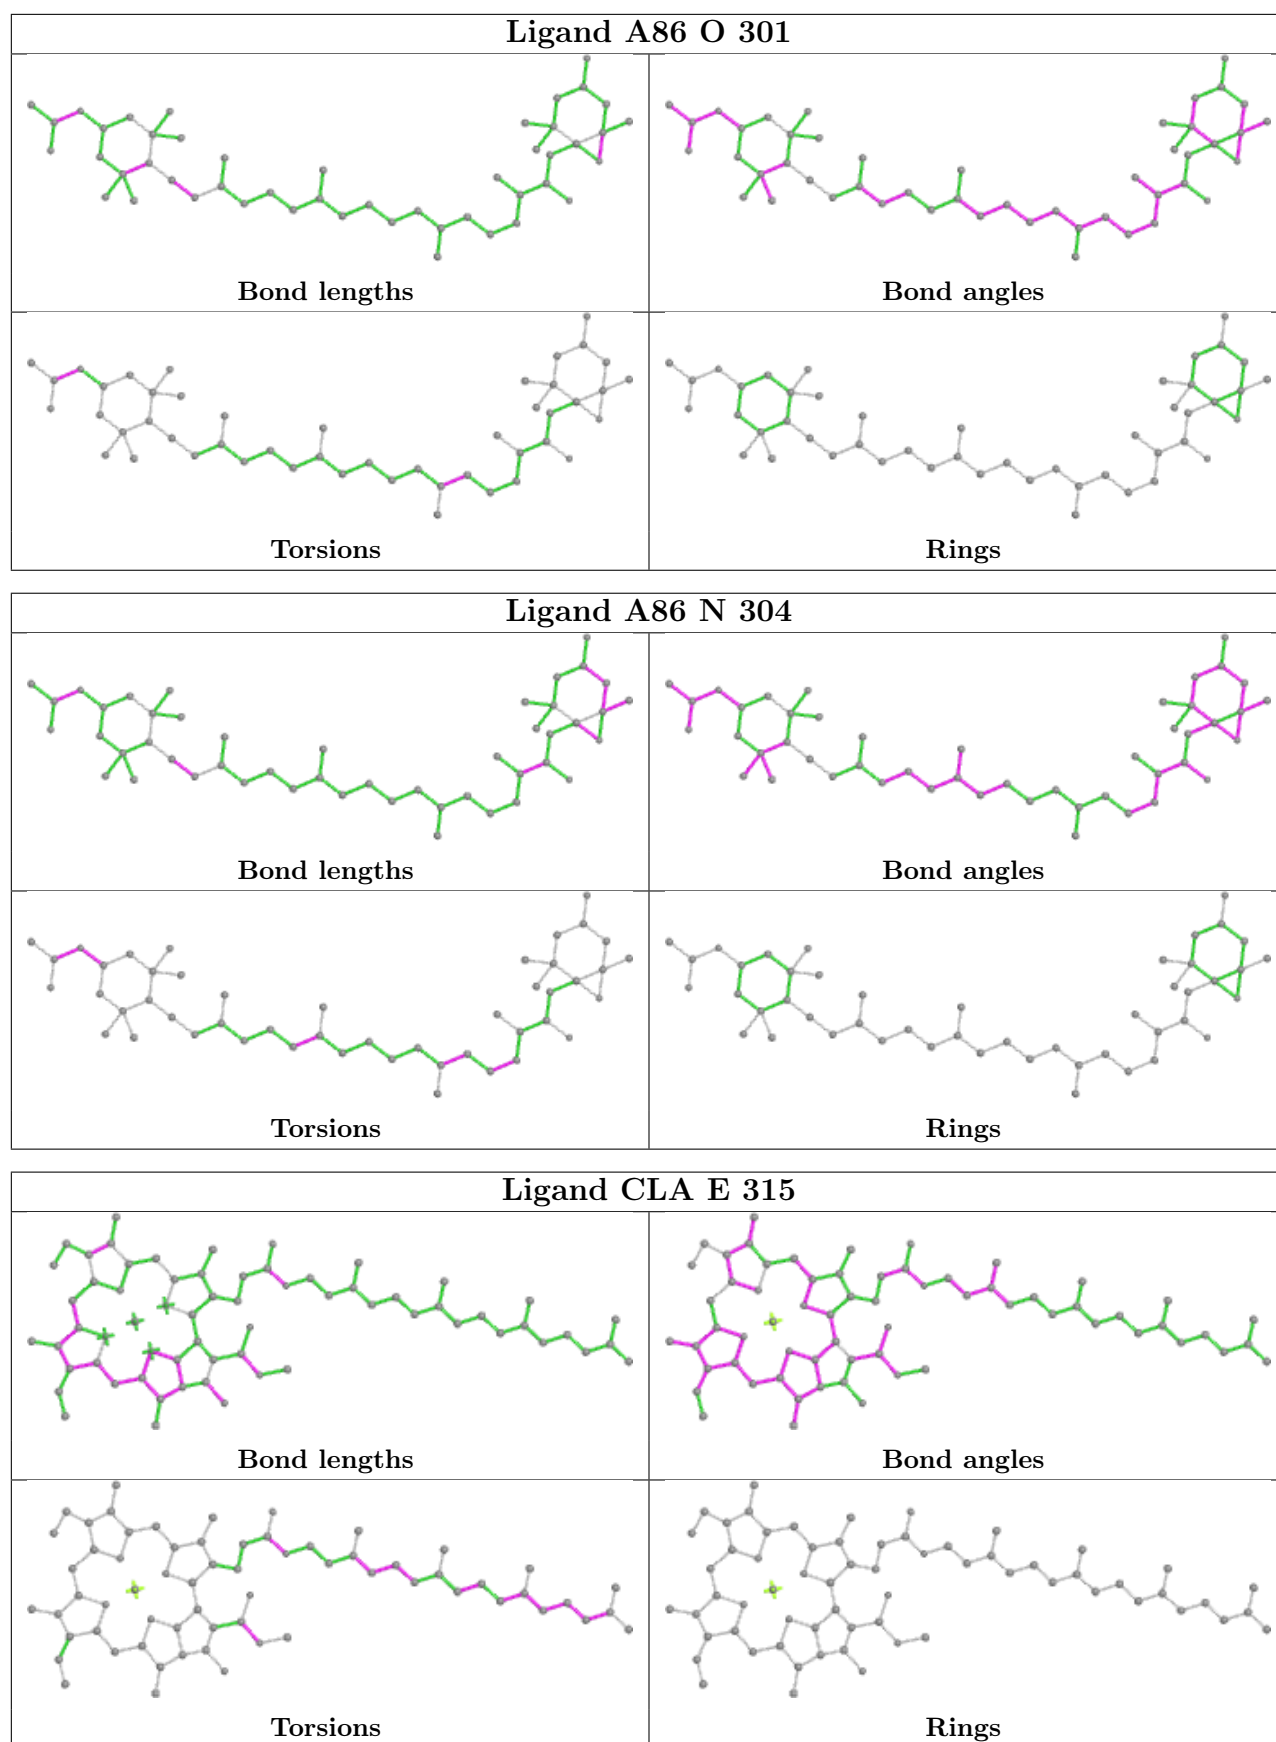 Ligand A86 O 301
Bond lengths
Bond angles
Torsions
Rings
Ligand A86 N 304
Bond lengths
Bond angles
Torsions
Rings
Ligand CLA E 315
Bond lengths
Bond angles
Torsions
Rings